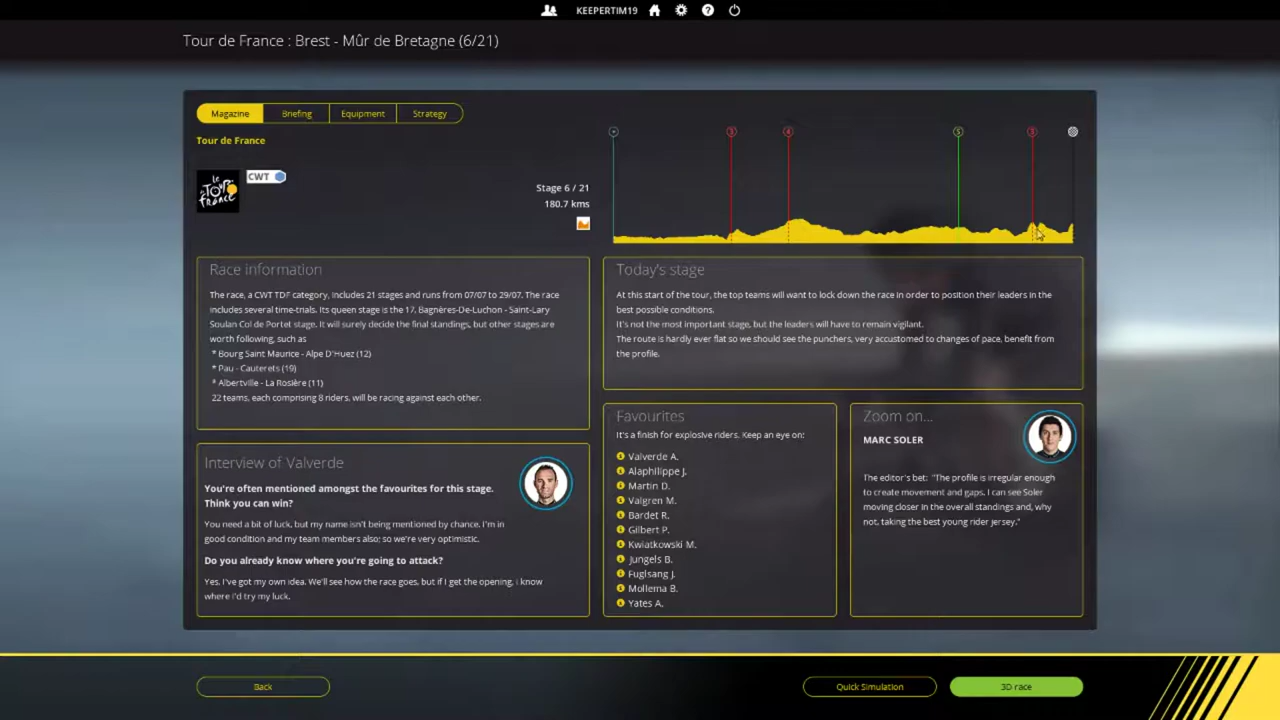 KEEPERTIM19
Tour de France : Brest - Mûr de Bretagne (6/21)
Magazine
Briefing
Equipment
Strategy
Tour de France
le
Tour
de
france
CWT
Stage 6 / 21
180.7 kms
3
4
S
3
Race information
The race, a CWT TDF category, includes 21 stages and runs from 07/07 to 29/07. The race
includes several time-trials. Its queen stage is the 17, Bagnères-De-Luchon - Saint-Lary
Soulan Col de Portet stage. It will surely decide the final standings, but other stages are
worth following, such as
* Bourg Saint Maurice - Alpe D'Huez (12)
* Pau - Cauterets (19)
* Albertville - La Rosière (11)
22 teams, each comprising 8 riders, will be racing against each other.
Today's stage
At this start of the tour, the top teams will want to lock down the race in order to position their leaders in the
best possible conditions.
It's not the most important stage, but the leaders will have to remain vigilant.
The route is hardly ever flat so we should see the punchers, very accustomed to changes of pace, benefit from
the profile.
Interview of Valverde
You're often mentioned amongst the favourites for this stage.
Think you can win?
You need a bit of luck, but my name isn't being mentioned by chance. I'm in
good condition and my team members also; so we're very optimistic.
Do you already know where you're going to attack?
Yes, I've got my own idea. We'll see how the race goes, but if I get the opening, i know
where i'd try my luck.
Favourites
It's a finish for explosive riders. Keep an eye on:
Valverde A.
Alaphilippe J.
Martin D.
Valgren M.
Bardet R.
Gilbert P.
Kwiatkowski M.
Jungels B.
Fuglsang J.
Mollema B.
Yates A.
Zoom on...
MARC SOLER
The editor's bet: "The profile is irregular enough
to create movement and gaps. I can see Soler
moving closer in the overall standings and, why
not, taking the best young rider jersey."
Back
Quick Simulation
3D race